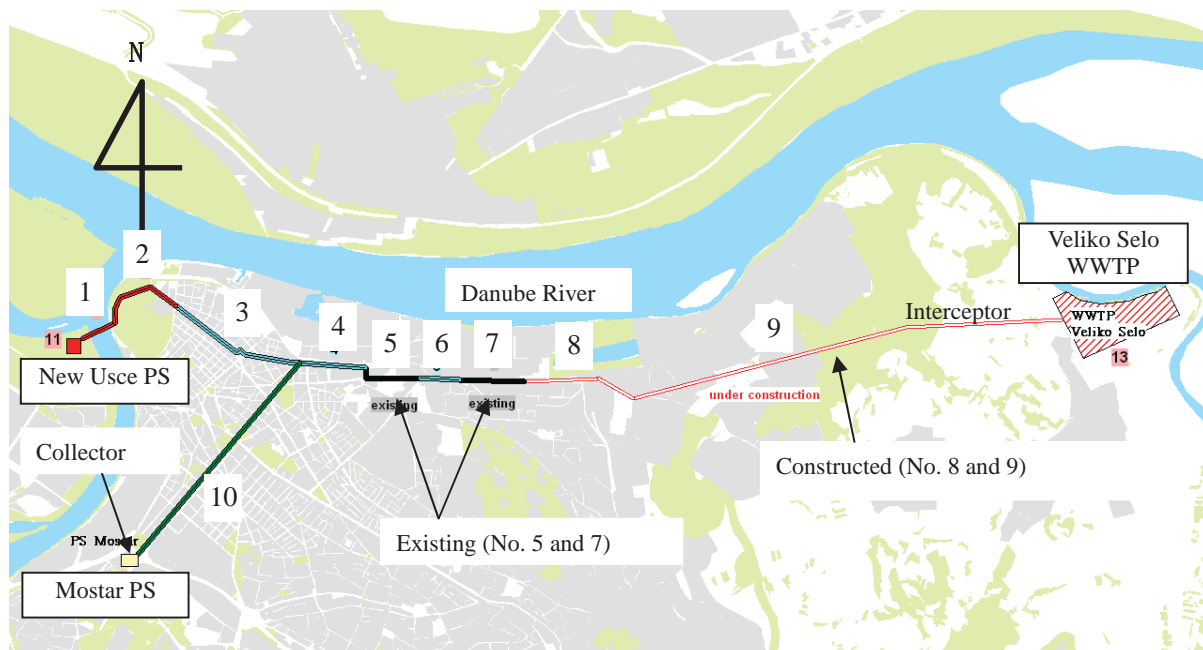 N
2
1
3
Danube River
4
5
6
7
8
9
10
11
New Usce PS
Collector
PS Mostar
Mostar PS
existing
existing
Existing (No. 5 and 7)
under construction
Constructed (No. 8 and 9)
Interceptor
Veliko Selo
WWTP
WWTP
Veliko Selo
13